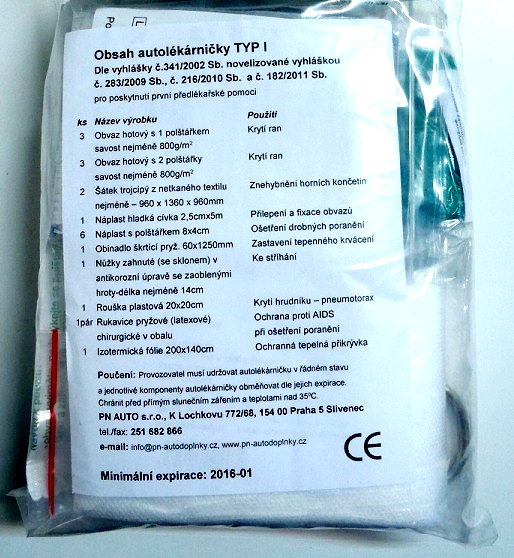 Obsah autolékárničky TYP I
Dle vyhlášky č.341/2002 Sb. novelizované vyhláškou
č. 283/2009 Sb., č. 216/2010 Sb. a č. 182/2011 Sb.
pro poskytnutí první předlékařské pomoci
ks Název výrobku Použití
3 Obvaz hotový s 1 polštářkem Krytí ran
savost nejméně 800g/m²
3 Obvaz hotový s 2 polštářky Krytí ran
savost nejméně 800g/m²
2 Šátek trojcípý z netkaného textilu Znehybnění horních končetin
nejméně – 960 x 1360 x 960mm
1 Náplast hladká cívka 2,5cmx5m Přilepení a fixace obvazů
6 Náplast s polštářkem 8x4cm Ošetření drobných poranění
1 Obinadlo škrtící pryž. 60x1250mm Zastavení tepenného krvácení
1 Nůžky zahnuté (se sklonem) v Ke stříhání
antikorozní úpravě se zaoblenými
hroty-délka nejméně 14cm
1 Rouška plastová 20x20cm Krytí hrudníku – pneumotorax
1pár Rukavice pryžové (latexové) Ochrana proti AIDS
chirurgické v obalu při ošetření poranění
1 Izotermická fólie 200x140cm Ochranná tepelná přikrývka
Poučení: Provozovatel musí udržovat autolékárničku v řádném stavu
a jednotlivé komponenty autolékárničky obměňovat dle jejich expirace.
Chránit před přímým slunečním zářením a teplotami nad 35ºC.
PN AUTO s.r.o., K Lochkovu 772/68, 154 00 Praha 5 Slivenec
tel./fax: 251 682 866
e-mail: info@pn-autodoplnky.cz, www.pn-autodoplnky.cz
CE
Minimální expirace: 2016-01